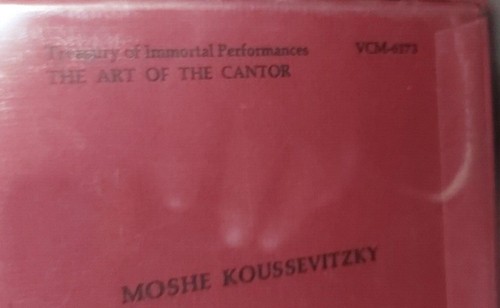 Treasury of Immortal Performances VCM-6173
THE ART OF THE CANTOR
MOSHE KOUSSEVITZKY